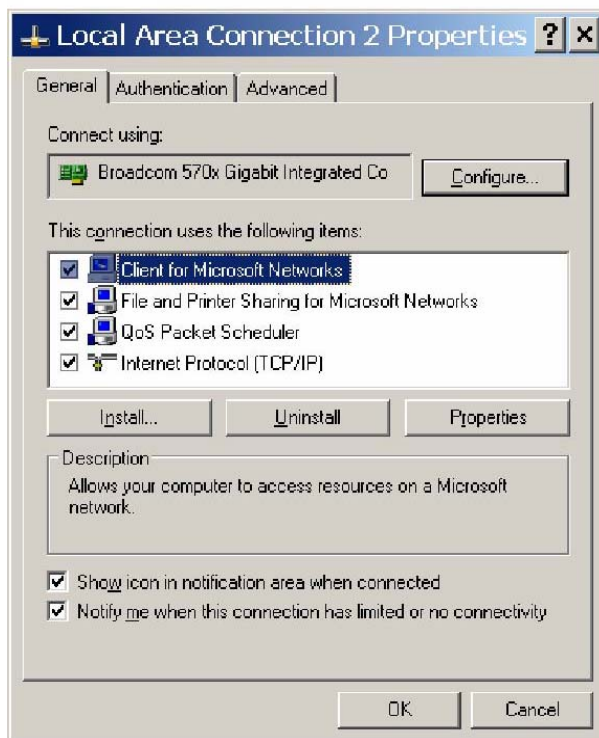 Local Area Connection 2 Properties
General
Authentication
Advanced
Connect using:
Broadcom 570x Gigabit Integrated Co
Configure...
This connection uses the following items:
Client for Microsoft Networks
File and Printer Sharing for Microsoft Networks
QoS Packet Scheduler
Internet Protocol (TCP/IP)
Install...
Uninstall
Properties
Description
Allows your computer to access resources on a Microsoft
network.
Show icon in notification area when connected
Notify me when this connection has limited or no connectivity
OK
Cancel